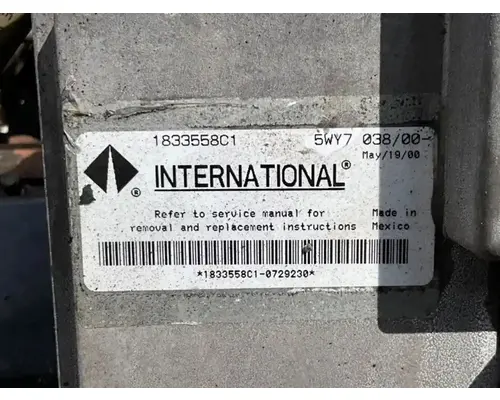 1833558C1 5WY7 038/00-
May/19/00
INTERNATIONAL®
®
Refer to service manual for Made in
removal and replacement instructions Mexico
*1833558C1-0729230*